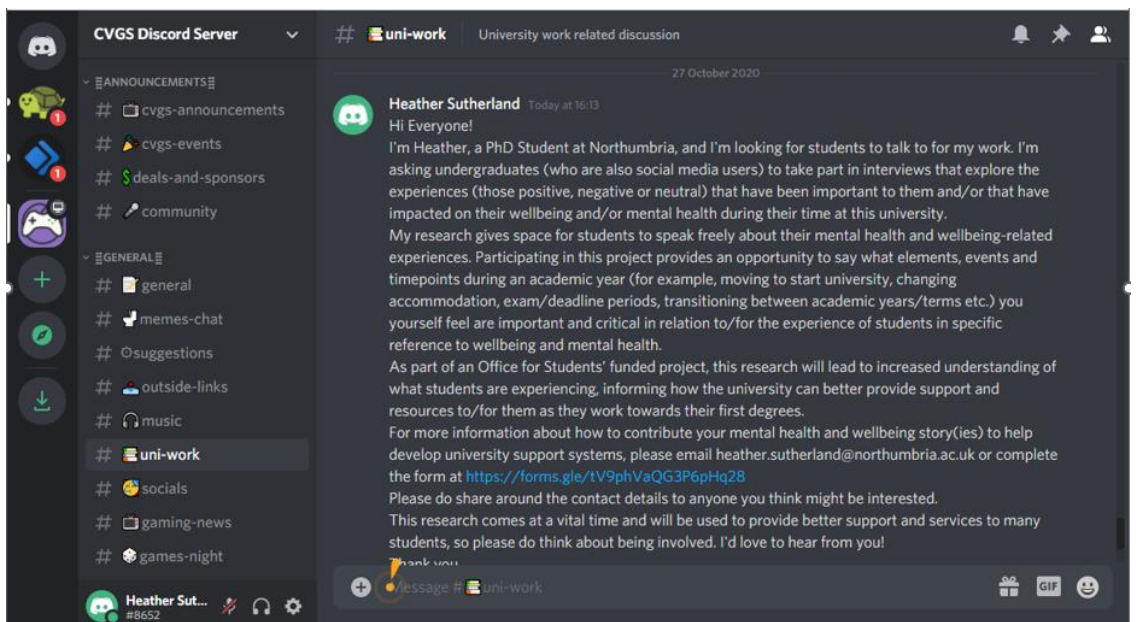 CVGS Discord Server
ANNOUNCEMENTS
# cvgs-announcements
# cvgs-events
# deals-and-sponsors
# community
GENERAL
# general
# memes-chat
# suggestions
# outside-links
# music
# uni-work
# socials
# gaming-news
# games-night
Heather Sut...
#8652
1
1
# uni-work
University work related discussion
27 October 2020
Heather Sutherland Today at 16:13
Hi Everyone!
I'm Heather, a PhD Student at Northumbria, and I'm looking for students to talk to for my work. I'm
asking undergraduates (who are also social media users) to take part in interviews that explore the
experiences (those positive, negative or neutral) that have been important to them and/or that have
impacted on their wellbeing and/or mental health during their time at this university.
My research gives space for students to speak freely about their mental health and wellbeing-related
experiences. Participating in this project provides an opportunity to say what elements, events and
timepoints during an academic year (for example, moving to start university, changing
accommodation, exam/deadline periods, transitioning between academic years/terms etc.) you
yourself feel are important and critical in relation to/for the experience of students in specific
reference to wellbeing and mental health.
As part of an Office for Students' funded project, this research will lead to increased understanding of
what students are experiencing, informing how the university can better provide support and
resources to/for them as they work towards their first degrees.
For more information about how to contribute your mental health and wellbeing story(ies) to help
develop university support systems, please email heather.sutherland@northumbria.ac.uk or complete
the form at https://forms.gle/tV9phVaQG3P6pHq28
Please do share around the contact details to anyone you think might be interested.
This research comes at a vital time and will be used to provide better support and services to many
students, so please do think about being involved. I'd love to hear from you!
Thank you
Message # uni-work
GIF